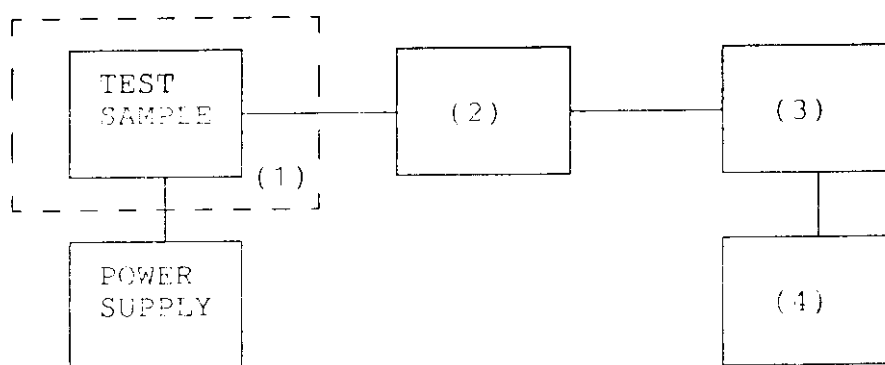 TEST
SAMPLE
(1)
(2)
(3)
POWER
SUPPLY
(4)